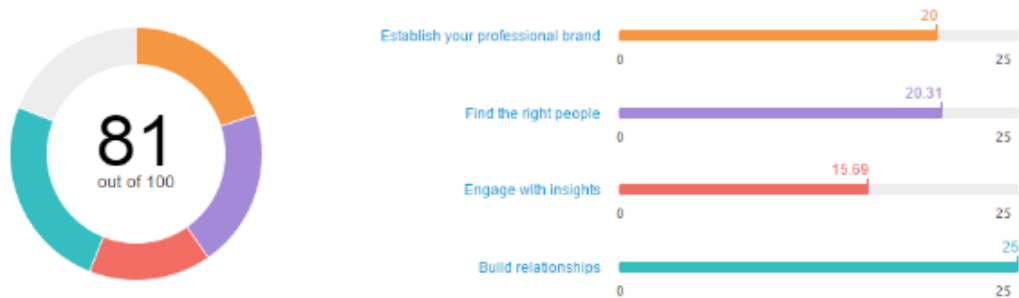 81
out of 100
20
Establish your professional brand
0 25
20.31
Find the right people
0 25
15.69
Engage with insights
0 25
25
Build relationships
0 25